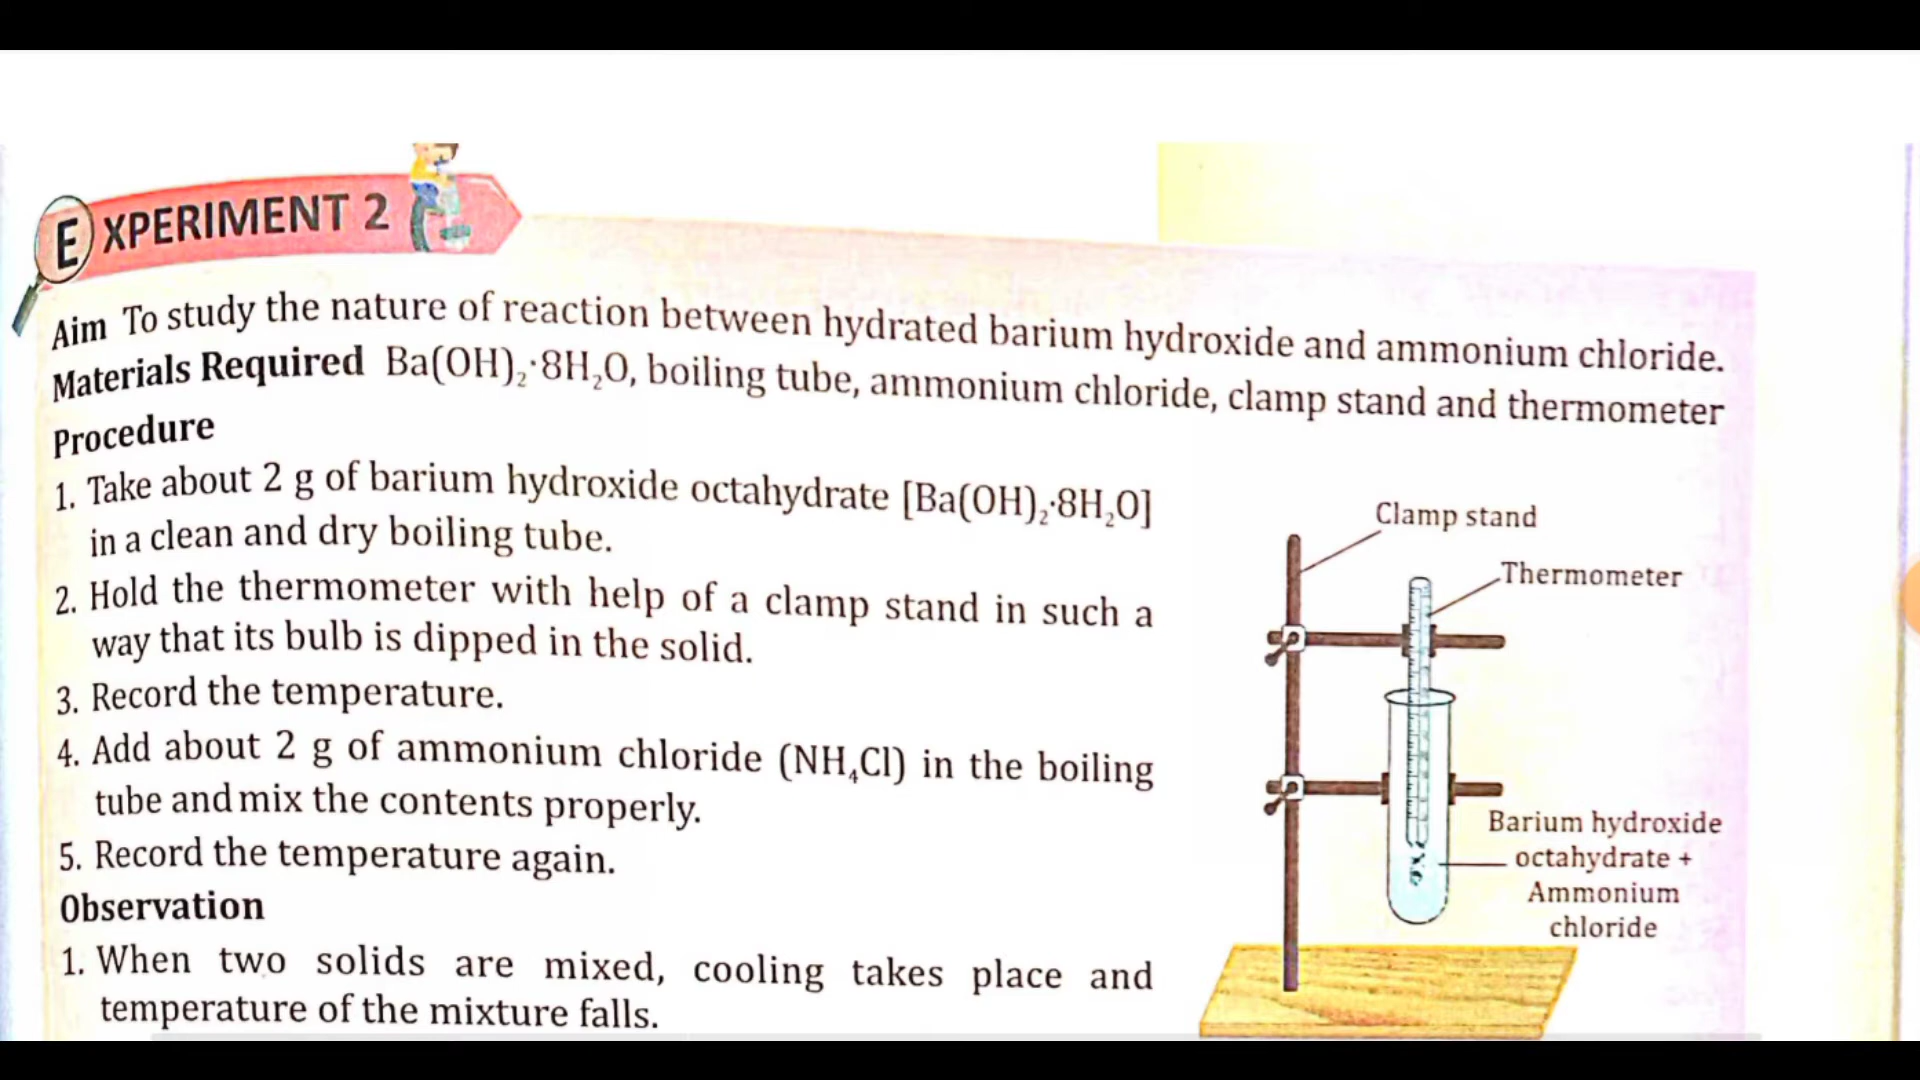 EXPERIMENT 2
Aim To study the nature of reaction between hydrated barium hydroxide and ammonium chloride.
Materials Required Ba(OH)₂·8H₂O, boiling tube, ammonium chloride, clamp stand and thermometer
Procedure
1. Take about 2 g of barium hydroxide octahydrate [Ba(OH)₂·8H₂O]
in a clean and dry boiling tube.
2. Hold the thermometer with help of a clamp stand in such a
way that its bulb is dipped in the solid.
3. Record the temperature.
4. Add about 2 g of ammonium chloride (NH₄Cl) in the boiling
tube and mix the contents properly.
5. Record the temperature again.
Observation
1. When two solids are mixed, cooling takes place and
temperature of the mixture falls.
Clamp stand
Thermometer
Barium hydroxide
octahydrate +
Ammonium
chloride